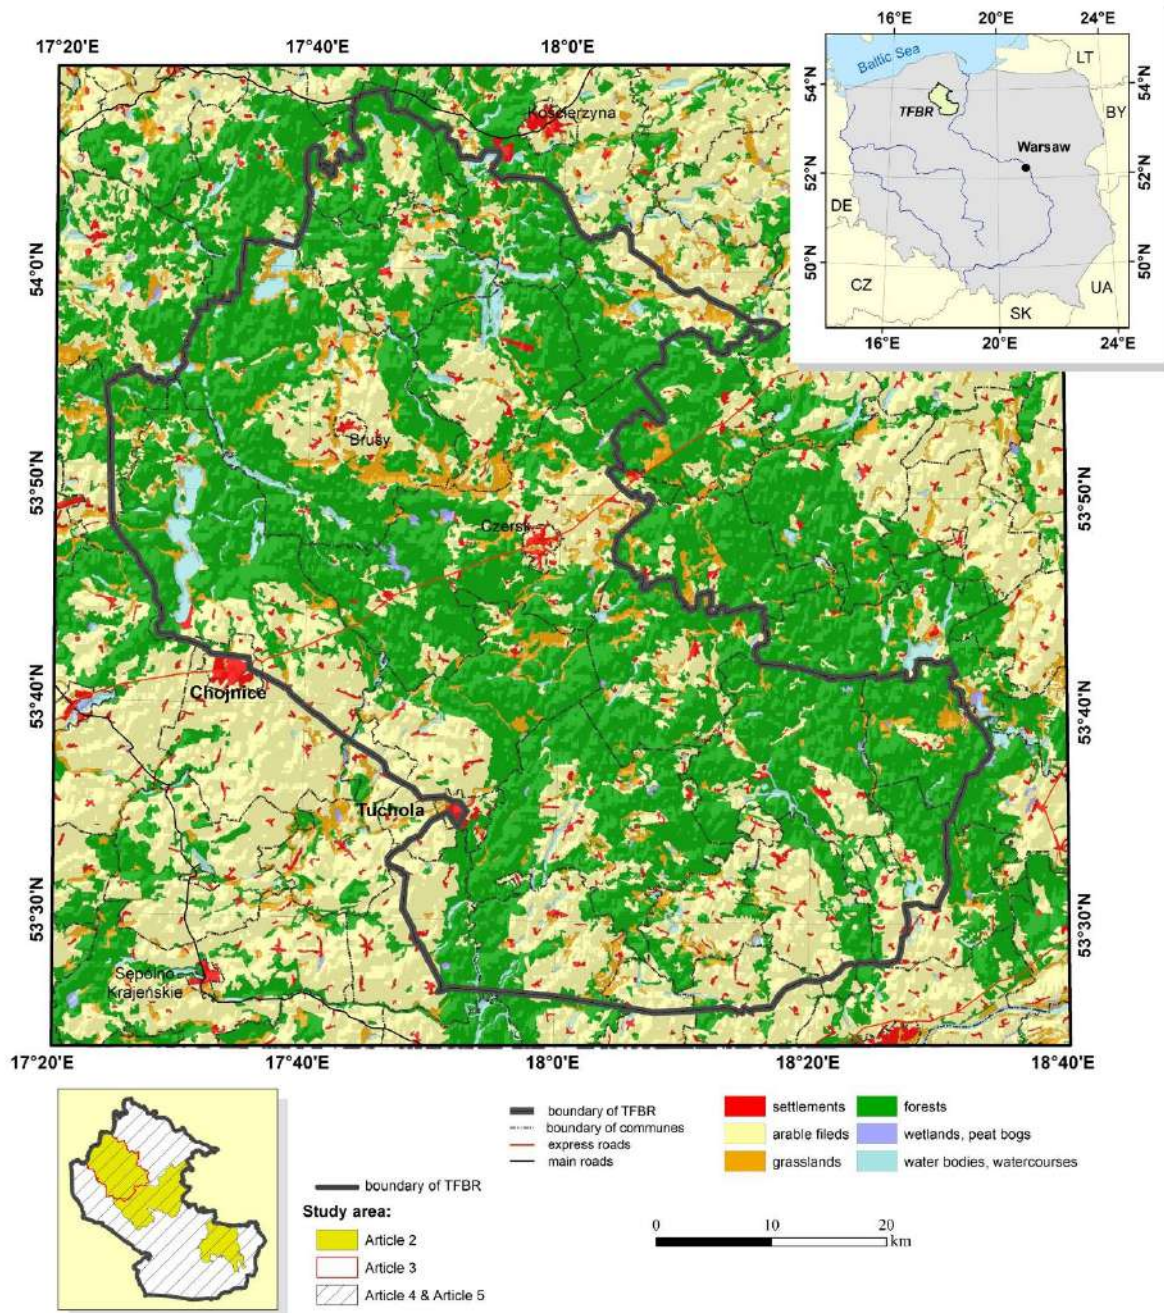 17°20'E 17°40'E 18°0'E
16°E 20°E 24°E
Baltic Sea
LT
54°N
TFBR
BY
54°N
Warsaw
52°N
52°N
DE
50°N
50°N
CZ
UA
SK
16°E 20°E 24°E
Kościerzyna
54°0'N
Brusy
53°50'N
53°50'N
Czersk
Chojnice
53°40'N
53°40'N
Tuchola
53°30'N
53°30'N
Sępolno
Krajeńskie
17°20'E 17°40'E 18°0'E 18°20'E 18°40'E
boundary of TFBR
boundary of communes
express roads
main roads
settlements
arable fileds
grasslands
forests
wetlands, peat bogs
water bodies, watercourses
boundary of TFBR
Study area:
Article 2
Article 3
Article 4 & Article 5
0 10 20
km